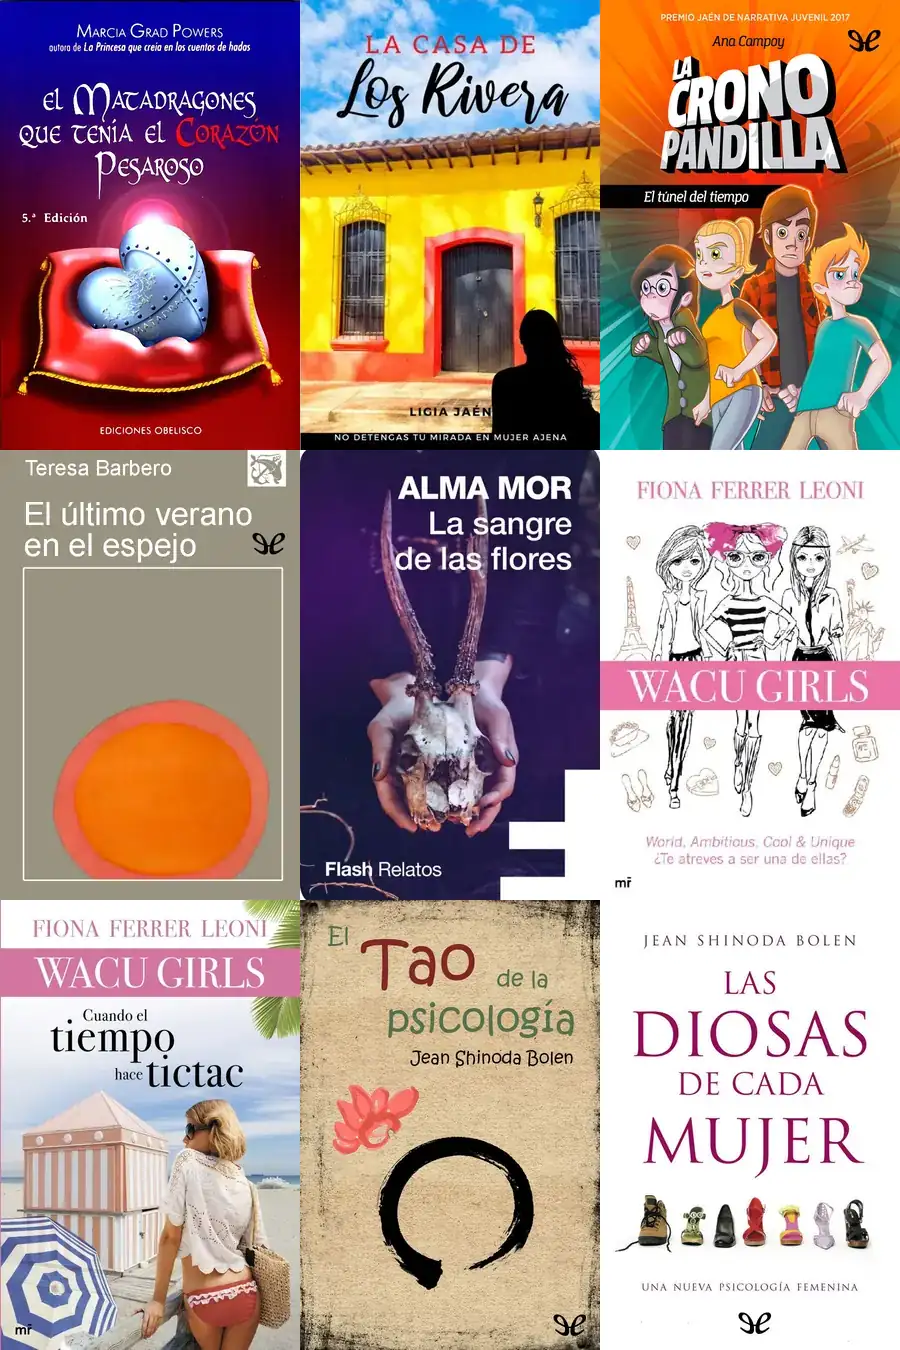 MARCIA GRAD POWERS
autora de La Princesa que creía en los cuentos de hadas
EL MATADRAGONES
QUE TENÍA EL CORAZÓN
PESAROSO
5.ª Edición
MATADRAG
EDICIONES OBELISCO
LA CASA DE
Los Rivera
LIGIA JAÉN
NO DETENGAS TU MIRADA EN MUJER AJENA
PREMIO JAÉN DE NARRATIVA JUVENIL 2017
Ana Campoy
LA
CRONO
PANDILLA
El túnel del tiempo
Teresa Barbero
El último verano
en el espejo
ALMA MOR
La sangre
de las flores
Flash Relatos
FIONA FERRER LEONI
WACU GIRLS
World, Ambitious, Cool & Unique
¿Te atreves a ser una de ellas?
mr
FIONA FERRER LEONI
WACU GIRLS
Cuando el
tiempo
hace tictac
mr
El
Tao
de la
psicología
Jean Shinoda Bolen
JEAN SHINODA BOLEN
LAS
DIOSAS
DE CADA
MUJER
UNA NUEVA PSICOLOGÍA FEMENINA